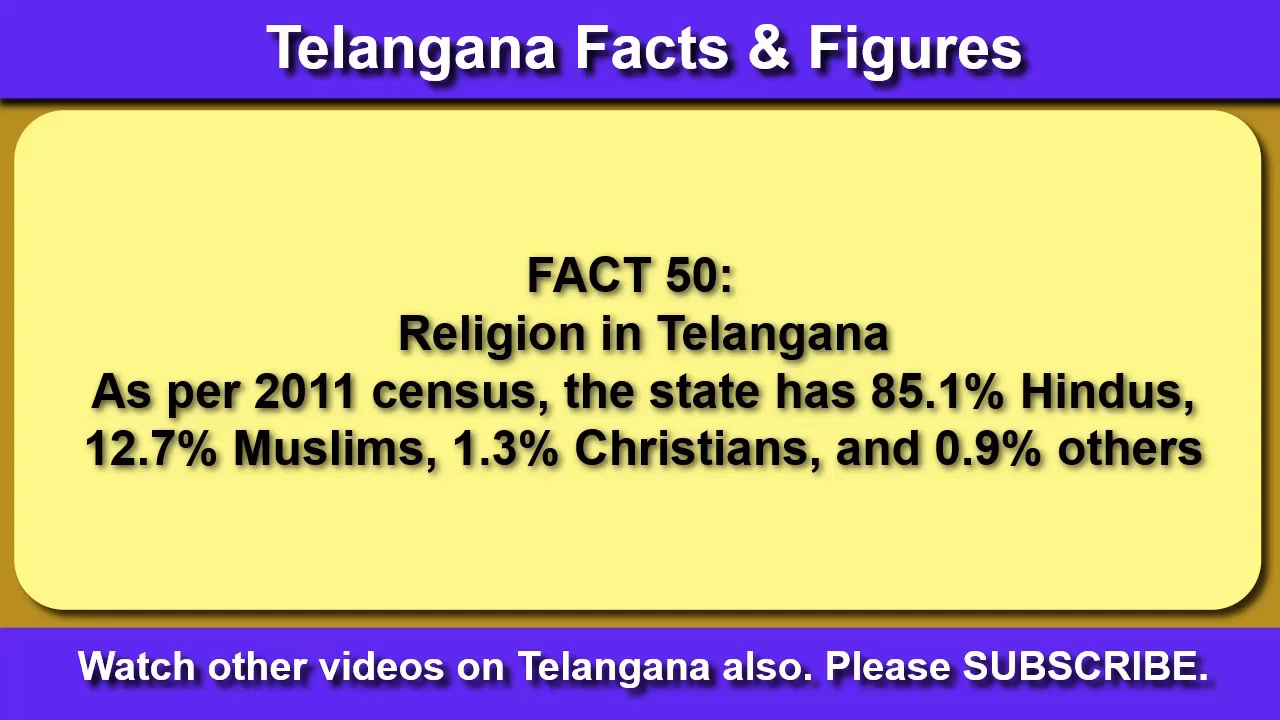 Telangana Facts & Figures
FACT 50:
Religion in Telangana
As per 2011 census, the state has 85.1% Hindus,
12.7% Muslims, 1.3% Christians, and 0.9% others
Watch other videos on Telangana also. Please SUBSCRIBE.